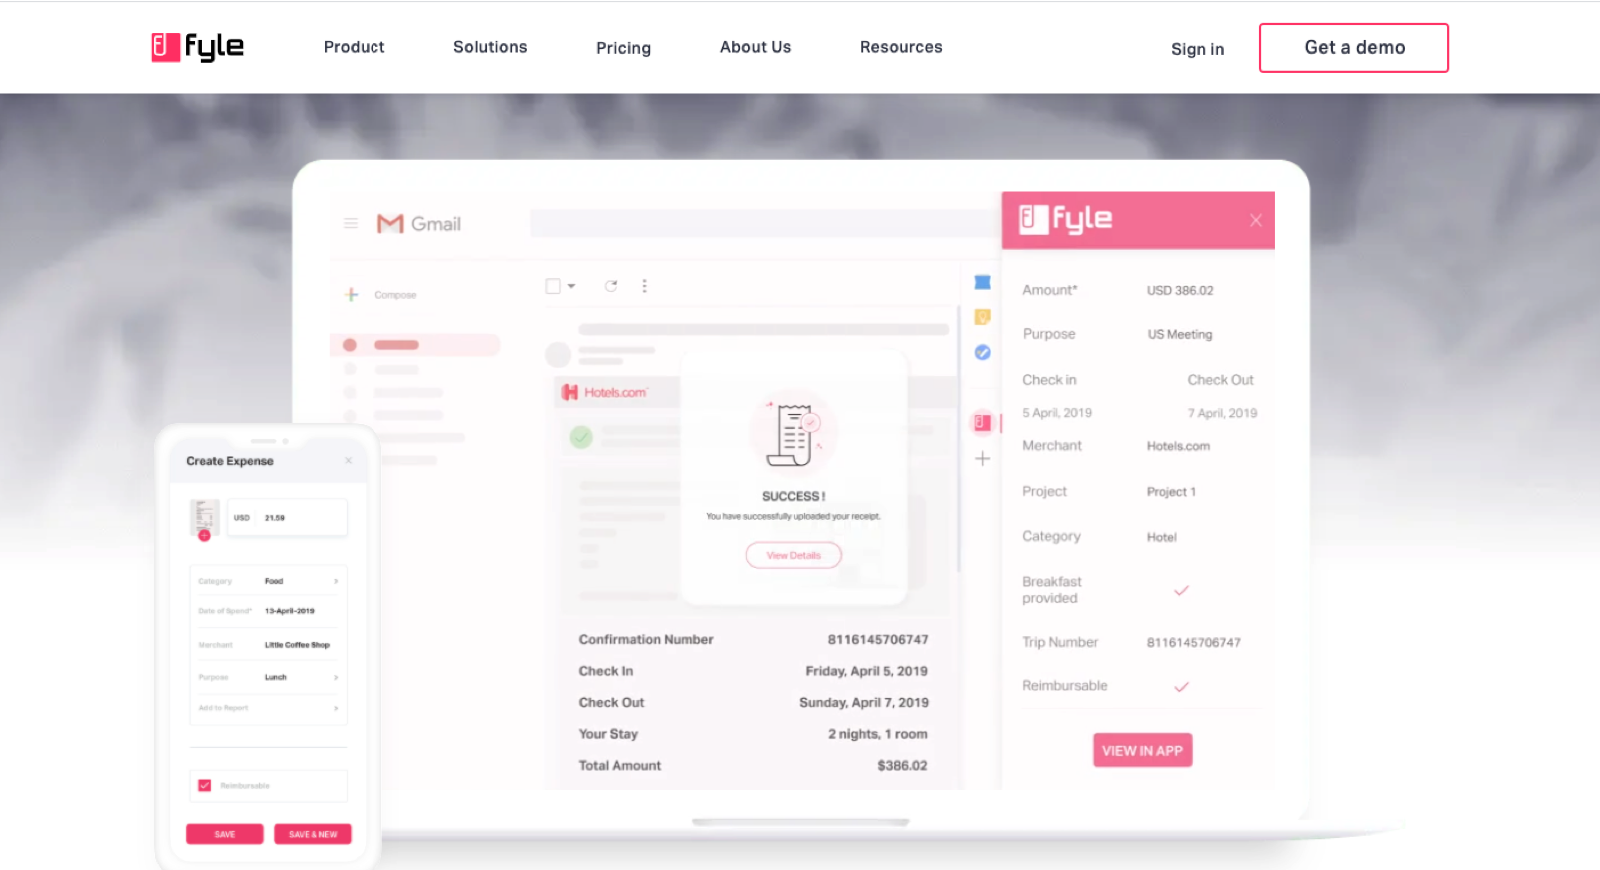 fyle
Product
Solutions
Pricing
About Us
Resources
Sign in
Get a demo
Gmail
Compose
Hotels.com
SUCCESS !
You have successfully uploaded your receipt.
View Details
Confirmation Number 8116145706747
Check In Friday, April 5, 2019
Check Out Sunday, April 7, 2019
Your Stay 2 nights, 1 room
Total Amount $386.02
fyle
Amount* USD 386.02
Purpose US Meeting
Check in Check Out
5 April, 2019 7 April, 2019
Merchant Hotels.com
Project Project 1
Category Hotel
Breakfast
provided
Trip Number 8116145706747
Reimbursable
VIEW IN APP
Create Expense
USD 21.59
Category Food
Date of Spend* 13-April-2019
Merchant Little Coffee Shop
Purpose Lunch
Add to Report
Reimbursable
SAVE
SAVE & NEW